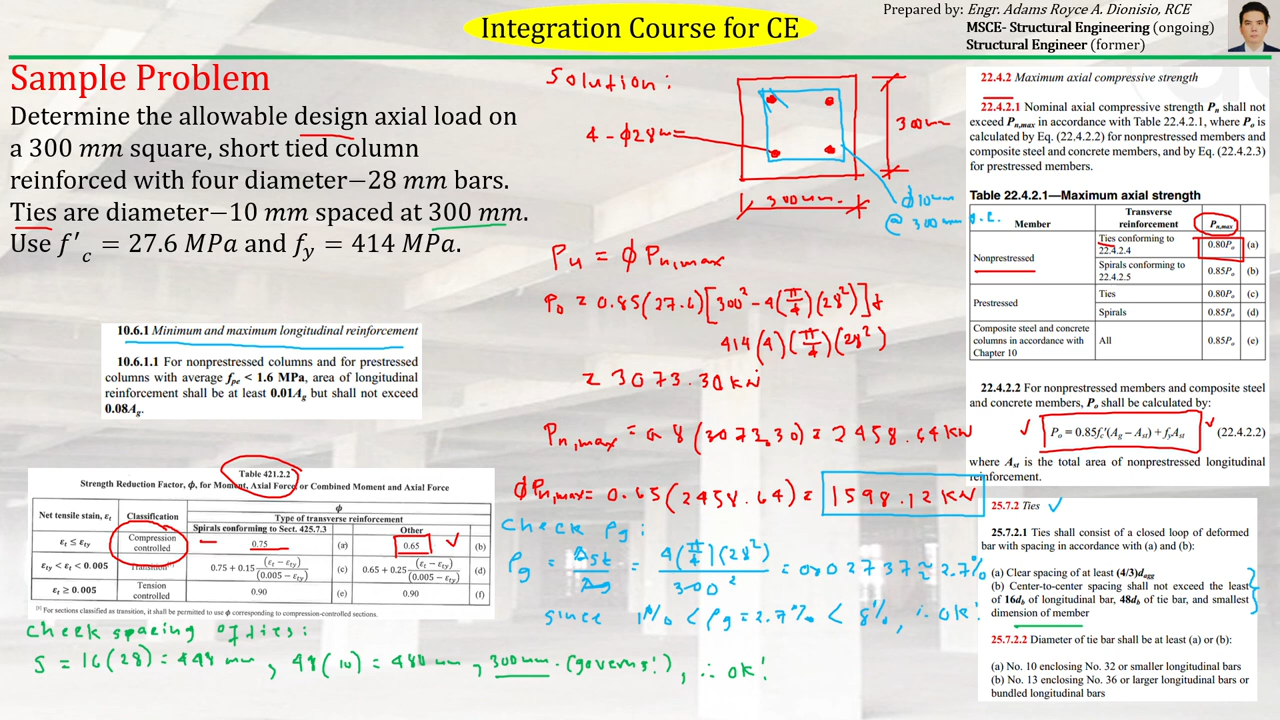 Integration Course for CE
Prepared by: Engr. Adams Royce A. Dionisio, RCE
MSCE- Structural Engineering (ongoing)
Structural Engineer (former)
Sample Problem
Determine the allowable design axial load on
a 300 mm square, short tied column
reinforced with four diameter−28 mm bars.
Ties are diameter−10 mm spaced at 300 mm.
Use f'c = 27.6 MPa and fy = 414 MPa.
10.6.1 Minimum and maximum longitudinal reinforcement
10.6.1.1 For nonprestressed columns and for prestressed
columns with average fpe < 1.6 MPa, area of longitudinal
reinforcement shall be at least 0.01Ag but shall not exceed
0.08Ag.
Table 421.2.2
Strength Reduction Factor, ϕ, for Moment, Axial Force or Combined Moment and Axial Force
Net tensile stain, εt
Classification
ϕ
Type of transverse reinforcement
Spirals conforming to Sect. 425.7.3
Other
εt ≤ εty
Compression controlled
0.75 (a) 0.65 (b)
εty < εt < 0.005
Transition[1]
0.75 + 0.15 (εt − εty)/(0.005 − εty) (c) 0.65 + 0.25 (εt − εty)/(0.005 − εty) (d)
εt ≥ 0.005
Tension controlled
0.90 (e) 0.90 (f)
[1] For sections classified as transition, it shall be permitted to use ϕ corresponding to compression-controlled sections.
Check spacing of ties:
S = 16(28) = 448 mm, 48(10) = 480 mm, 300mm. (governs!), ∴ OK!
Solution:
4 - ϕ28mm
300mm
300mm.
ϕ10mm
@ 300mm O.C.
Pu = ϕ Pn,max
Po = 0.85(27.6)[300² - 4(π/4)(28²)] +
414(4)(π/4)(28²)
= 3073.30 kN
Pn,max = 0.8(3073.30) = 2458.64 kN
ϕPn,max = 0.65(2458.64) = 1598.12 kN
Check ρg:
ρg = Ast/Ag = 4(π/4)(28²)/300² = 0.02737 ≈ 2.7%
since 1% < ρg = 2.7% < 8%, ∴ OK!
22.4.2 Maximum axial compressive strength
22.4.2.1 Nominal axial compressive strength Pn shall not
exceed Pn,max in accordance with Table 22.4.2.1, where Po is
calculated by Eq. (22.4.2.2) for nonprestressed members and
composite steel and concrete members, and by Eq. (22.4.2.3)
for prestressed members.
Table 22.4.2.1—Maximum axial strength
Member
Transverse reinforcement
Pn,max
Nonprestressed
Ties conforming to 22.4.2.4 0.80Po (a)
Spirals conforming to 22.4.2.5 0.85Po (b)
Prestressed
Ties 0.80Po (c)
Spirals 0.85Po (d)
Composite steel and concrete
columns in accordance with
Chapter 10
All 0.85Po (e)
22.4.2.2 For nonprestressed members and composite steel
and concrete members, Po shall be calculated by:
Po = 0.85fc'(Ag – Ast) + fyAst (22.4.2.2)
where Ast is the total area of nonprestressed longitudinal
reinforcement.
25.7.2 Ties
25.7.2.1 Ties shall consist of a closed loop of deformed
bar with spacing in accordance with (a) and (b):
(a) Clear spacing of at least (4/3)dagg
(b) Center-to-center spacing shall not exceed the least
of 16db of longitudinal bar, 48db of tie bar, and smallest
dimension of member
25.7.2.2 Diameter of tie bar shall be at least (a) or (b):
(a) No. 10 enclosing No. 32 or smaller longitudinal bars
(b) No. 13 enclosing No. 36 or larger longitudinal bars or
bundled longitudinal bars